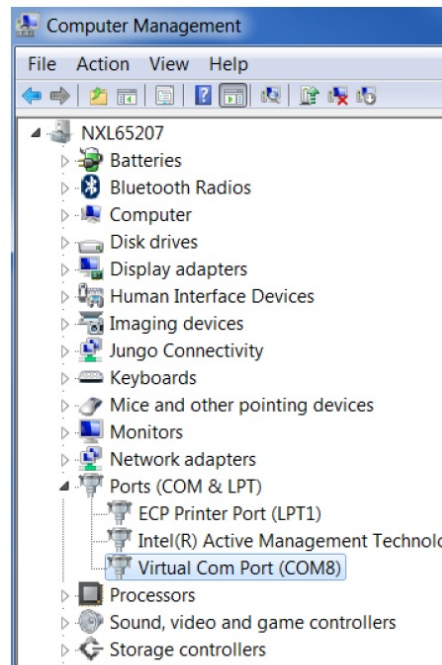 Computer Management
File Action View Help
NXL65207
Batteries
Bluetooth Radios
Computer
Disk drives
Display adapters
Human Interface Devices
Imaging devices
Jungo Connectivity
Keyboards
Mice and other pointing devices
Monitors
Network adapters
Ports (COM & LPT)
ECP Printer Port (LPT1)
Intel(R) Active Management Technolo
Virtual Com Port (COM8)
Processors
Sound, video and game controllers
Storage controllers